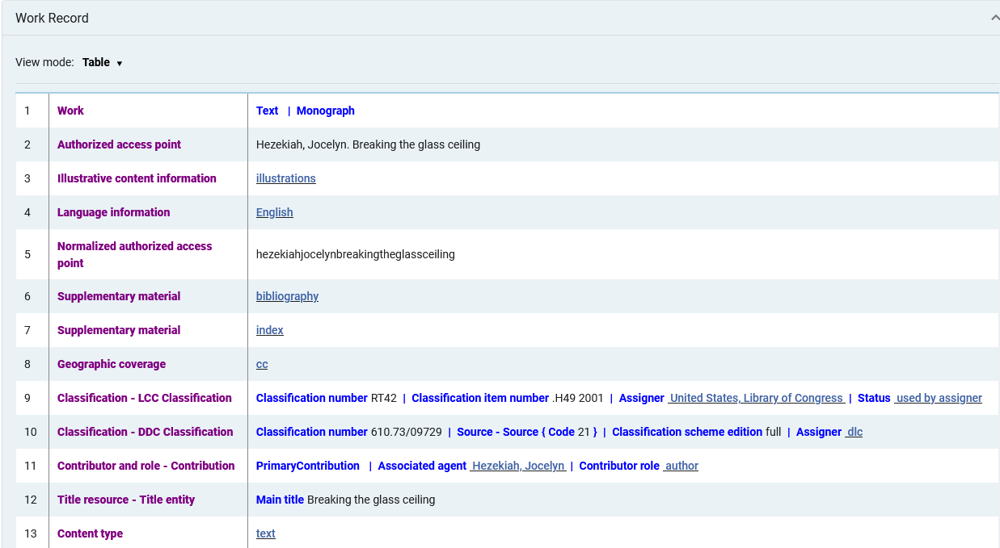 Work Record
View mode: Table ▼
1 Work Text | Monograph
2 Authorized access point Hezekiah, Jocelyn. Breaking the glass ceiling
3 Illustrative content information illustrations
4 Language information English
5 Normalized authorized access
point hezekiahjocelynbreakingtheglassceiling
6 Supplementary material bibliography
7 Supplementary material index
8 Geographic coverage cc
9 Classification - LCC Classification Classification number RT42 | Classification item number .H49 2001 | Assigner United States, Library of Congress | Status used by assigner
10 Classification - DDC Classification Classification number 610.73/09729 | Source - Source { Code 21 } | Classification scheme edition full | Assigner dlc
11 Contributor and role - Contribution PrimaryContribution | Associated agent Hezekiah, Jocelyn | Contributor role author
12 Title resource - Title entity Main title Breaking the glass ceiling
13 Content type text